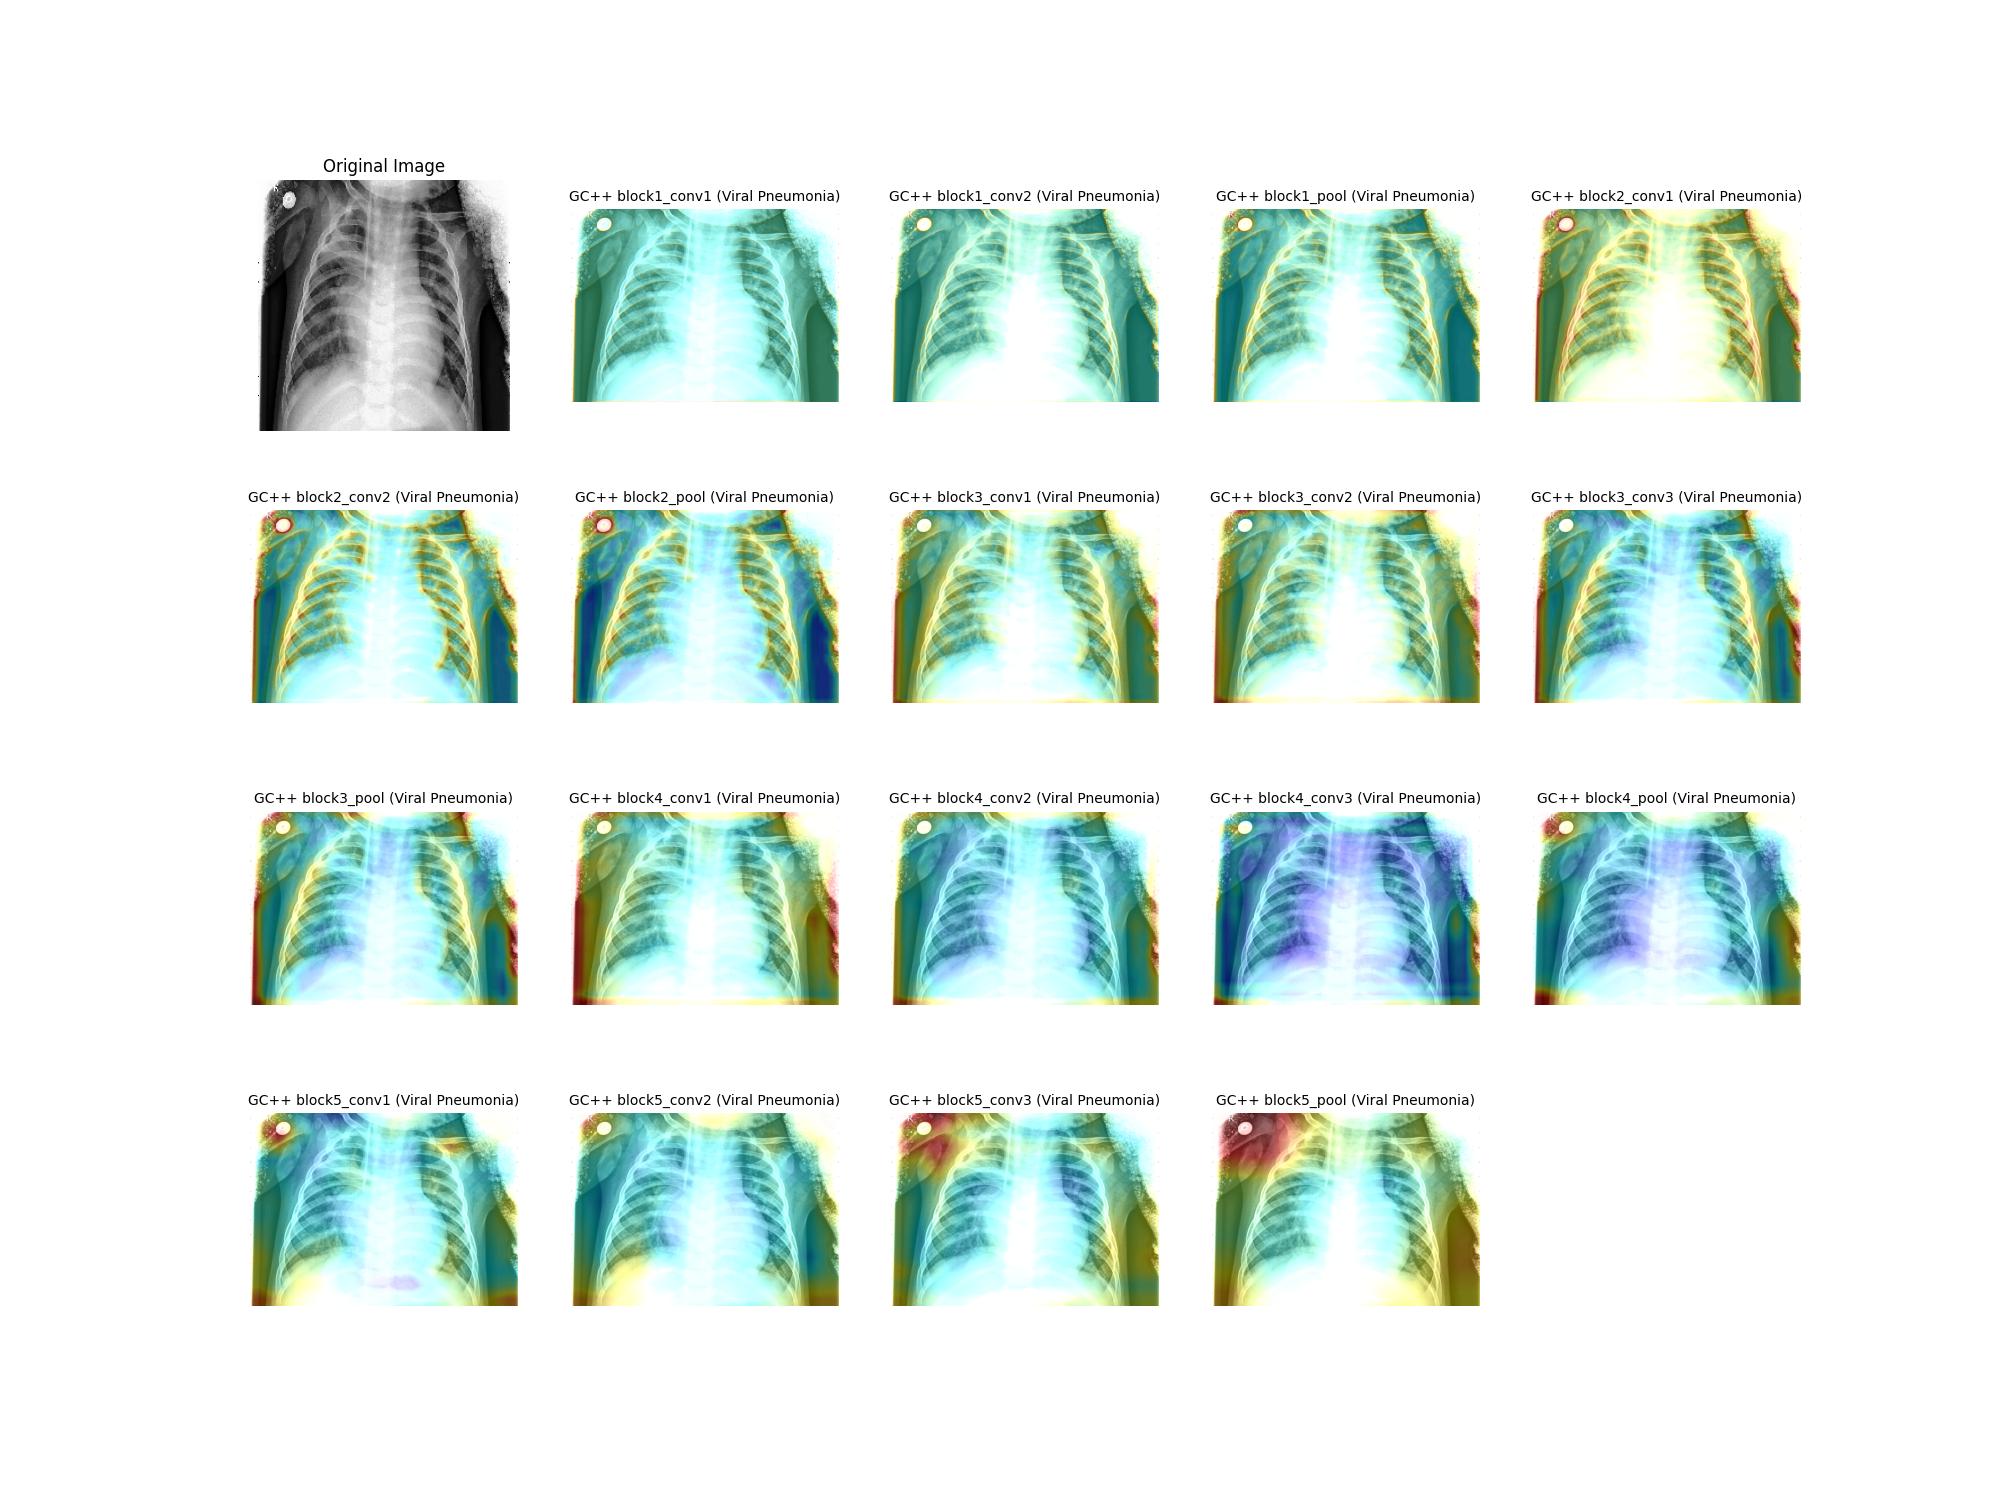 Original Image
GC++ block1_conv1 (Viral Pneumonia)
GC++ block1_conv2 (Viral Pneumonia)
GC++ block1_pool (Viral Pneumonia)
GC++ block2_conv1 (Viral Pneumonia)
GC++ block2_conv2 (Viral Pneumonia)
GC++ block2_pool (Viral Pneumonia)
GC++ block3_conv1 (Viral Pneumonia)
GC++ block3_conv2 (Viral Pneumonia)
GC++ block3_conv3 (Viral Pneumonia)
GC++ block3_pool (Viral Pneumonia)
GC++ block4_conv1 (Viral Pneumonia)
GC++ block4_conv2 (Viral Pneumonia)
GC++ block4_conv3 (Viral Pneumonia)
GC++ block4_pool (Viral Pneumonia)
GC++ block5_conv1 (Viral Pneumonia)
GC++ block5_conv2 (Viral Pneumonia)
GC++ block5_conv3 (Viral Pneumonia)
GC++ block5_pool (Viral Pneumonia)